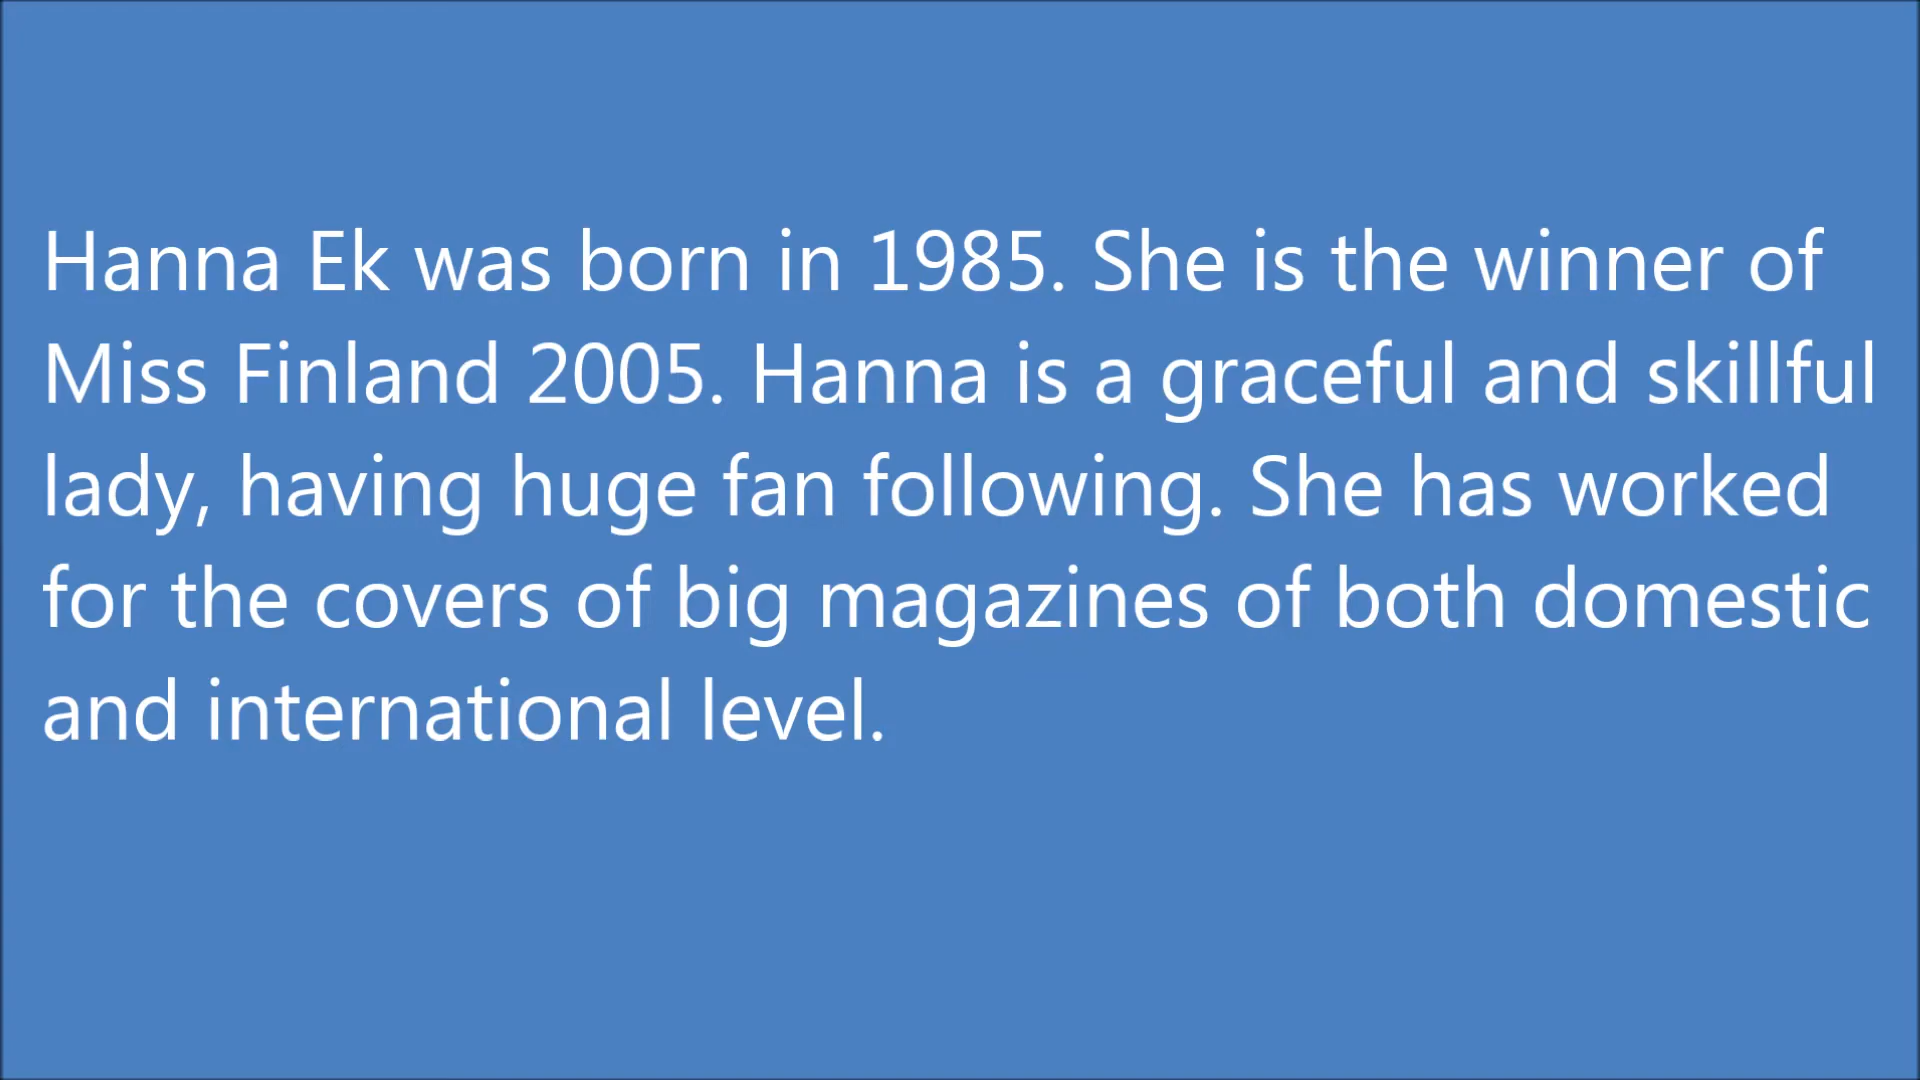 Hanna Ek was born in 1985. She is the winner of
Miss Finland 2005. Hanna is a graceful and skillful
lady, having huge fan following. She has worked
for the covers of big magazines of both domestic
and international level.